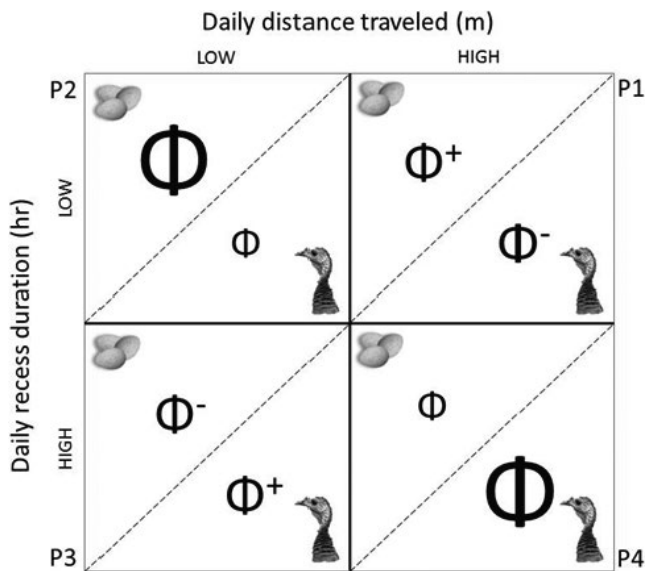 Daily distance traveled (m)
LOW HIGH
P2 P1
Φ Φ+
LOW
Φ Φ-
Daily recess duration (hr)
Φ- Φ
HIGH
Φ+ Φ
P3 P4